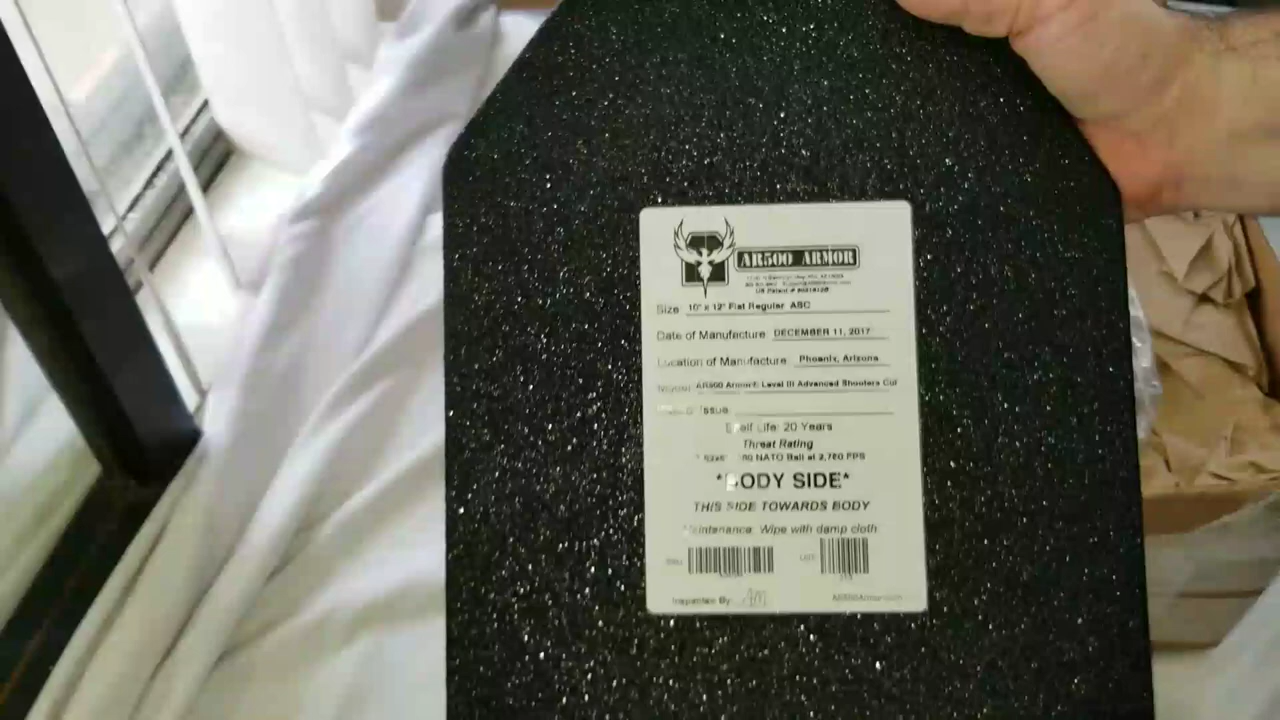 AR500 ARMOR
Size 10" x 12" Flat Regular ASC
Date of Manufacture DECEMBER 11, 2017
Location of Manufacture Phoenix, Arizona
AR500 Armor® Level III Advanced Shooters Cut
Issue
Shelf Life: 20 Years
Threat Rating
NATO Ball at 2,780 FPS
*BODY SIDE*
THIS SIDE TOWARDS BODY
Maintenance: Wipe with damp cloth
Inspected By:
AR500Armor.com